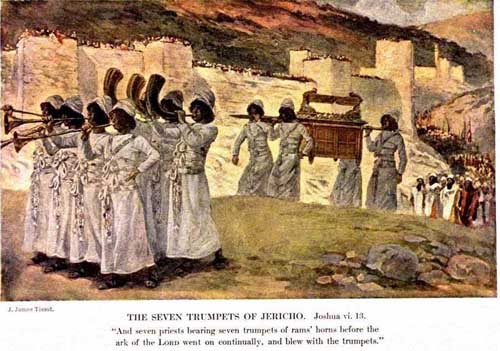 J. James Tissot.
THE SEVEN TRUMPETS OF JERICHO. Joshua vi. 13.
"And seven priests bearing seven trumpets of rams' horns before the
ark of the LORD went on continually, and blew with the trumpets."